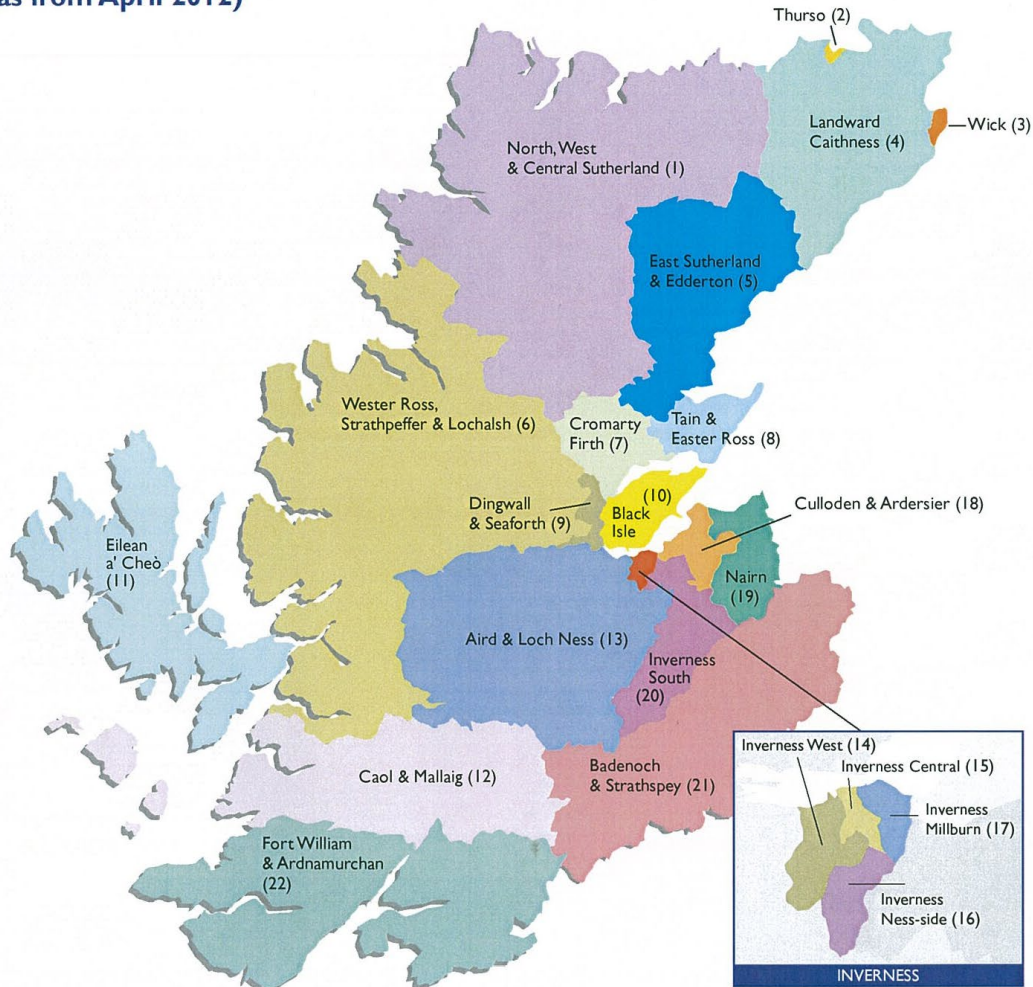 as from April 2012)
Thurso (2)
Landward
Caithness (4)
Wick (3)
North, West
& Central Sutherland (1)
East Sutherland
& Edderton (5)
Wester Ross,
Strathpeffer & Lochalsh (6)
Cromarty
Firth (7)
Tain &
Easter Ross (8)
Dingwall
& Seaforth (9)
(10)
Black
Isle
Culloden & Ardersier (18)
Eilean
a' Cheò
(11)
Nairn
(19)
Aird & Loch Ness (13)
Inverness
South
(20)
Caol & Mallaig (12)
Badenoch
& Strathspey (21)
Fort William
& Ardnamurchan
(22)
Inverness West (14)
Inverness Central (15)
Inverness
Millburn (17)
Inverness
Ness-side (16)
INVERNESS